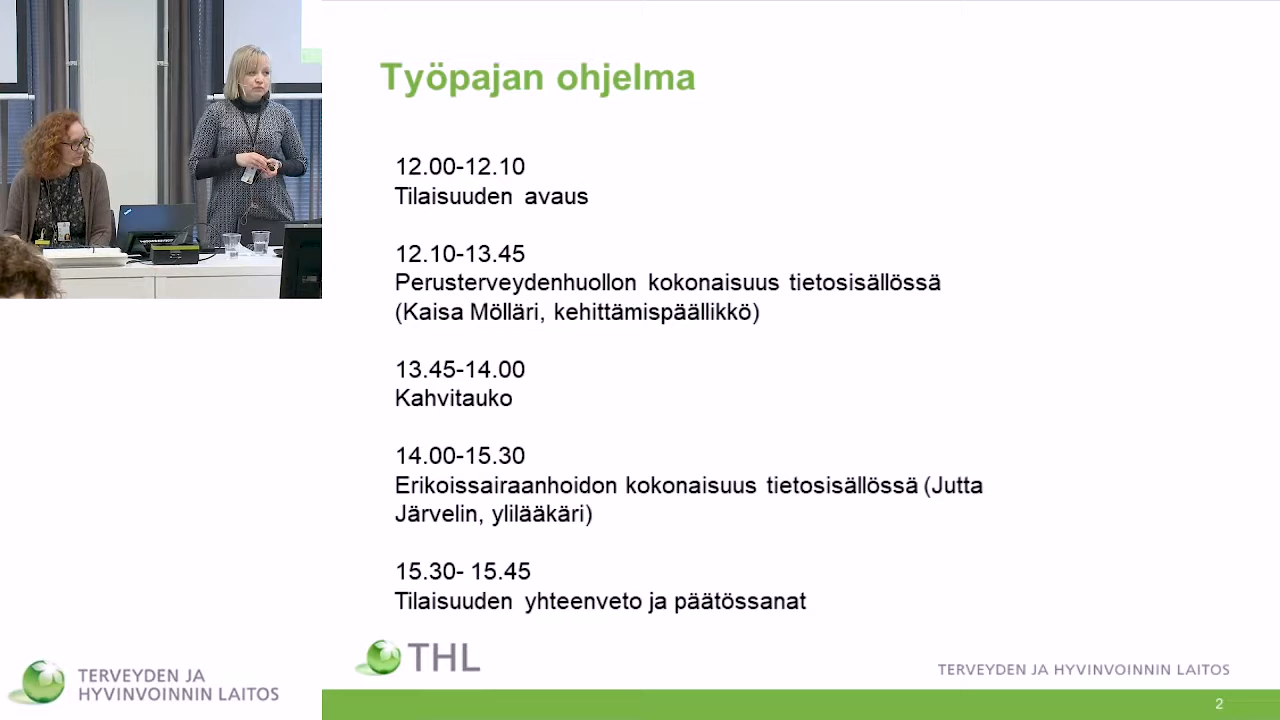 Työpajan ohjelma
12.00-12.10
Tilaisuuden avaus
12.10-13.45
Perusterveydenhuollon kokonaisuus tietosisällössä
(Kaisa Mölläri, kehittämispäällikkö)
13.45-14.00
Kahvitauko
14.00-15.30
Erikoissairaanhoidon kokonaisuus tietosisällössä (Jutta
Järvelin, ylilääkäri)
15.30- 15.45
Tilaisuuden yhteenveto ja päätössanat
THL
TERVEYDEN JA HYVINVOINNIN LAITOS
2
TERVEYDEN JA
HYVINVOINNIN LAITOS